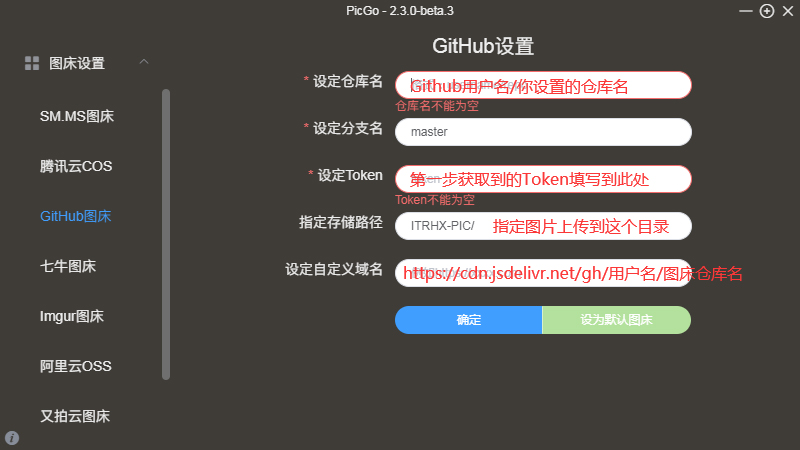 PicGo - 2.3.0-beta.3
图床设置
SM.MS图床
腾讯云COS
GitHub图床
七牛图床
Imgur图床
阿里云OSS
又拍云图床
GitHub设置
* 设定仓库名
Github用户名/你设置的仓库名
仓库名不能为空
* 设定分支名
master
* 设定Token
第一步获取到的Token填写到此处
Token不能为空
指定存储路径
ITRHX-PIC/ 指定图片上传到这个目录
设定自定义域名
https://cdn.jsdelivr.net/gh/用户名/图床仓库名
确定
设为默认图床